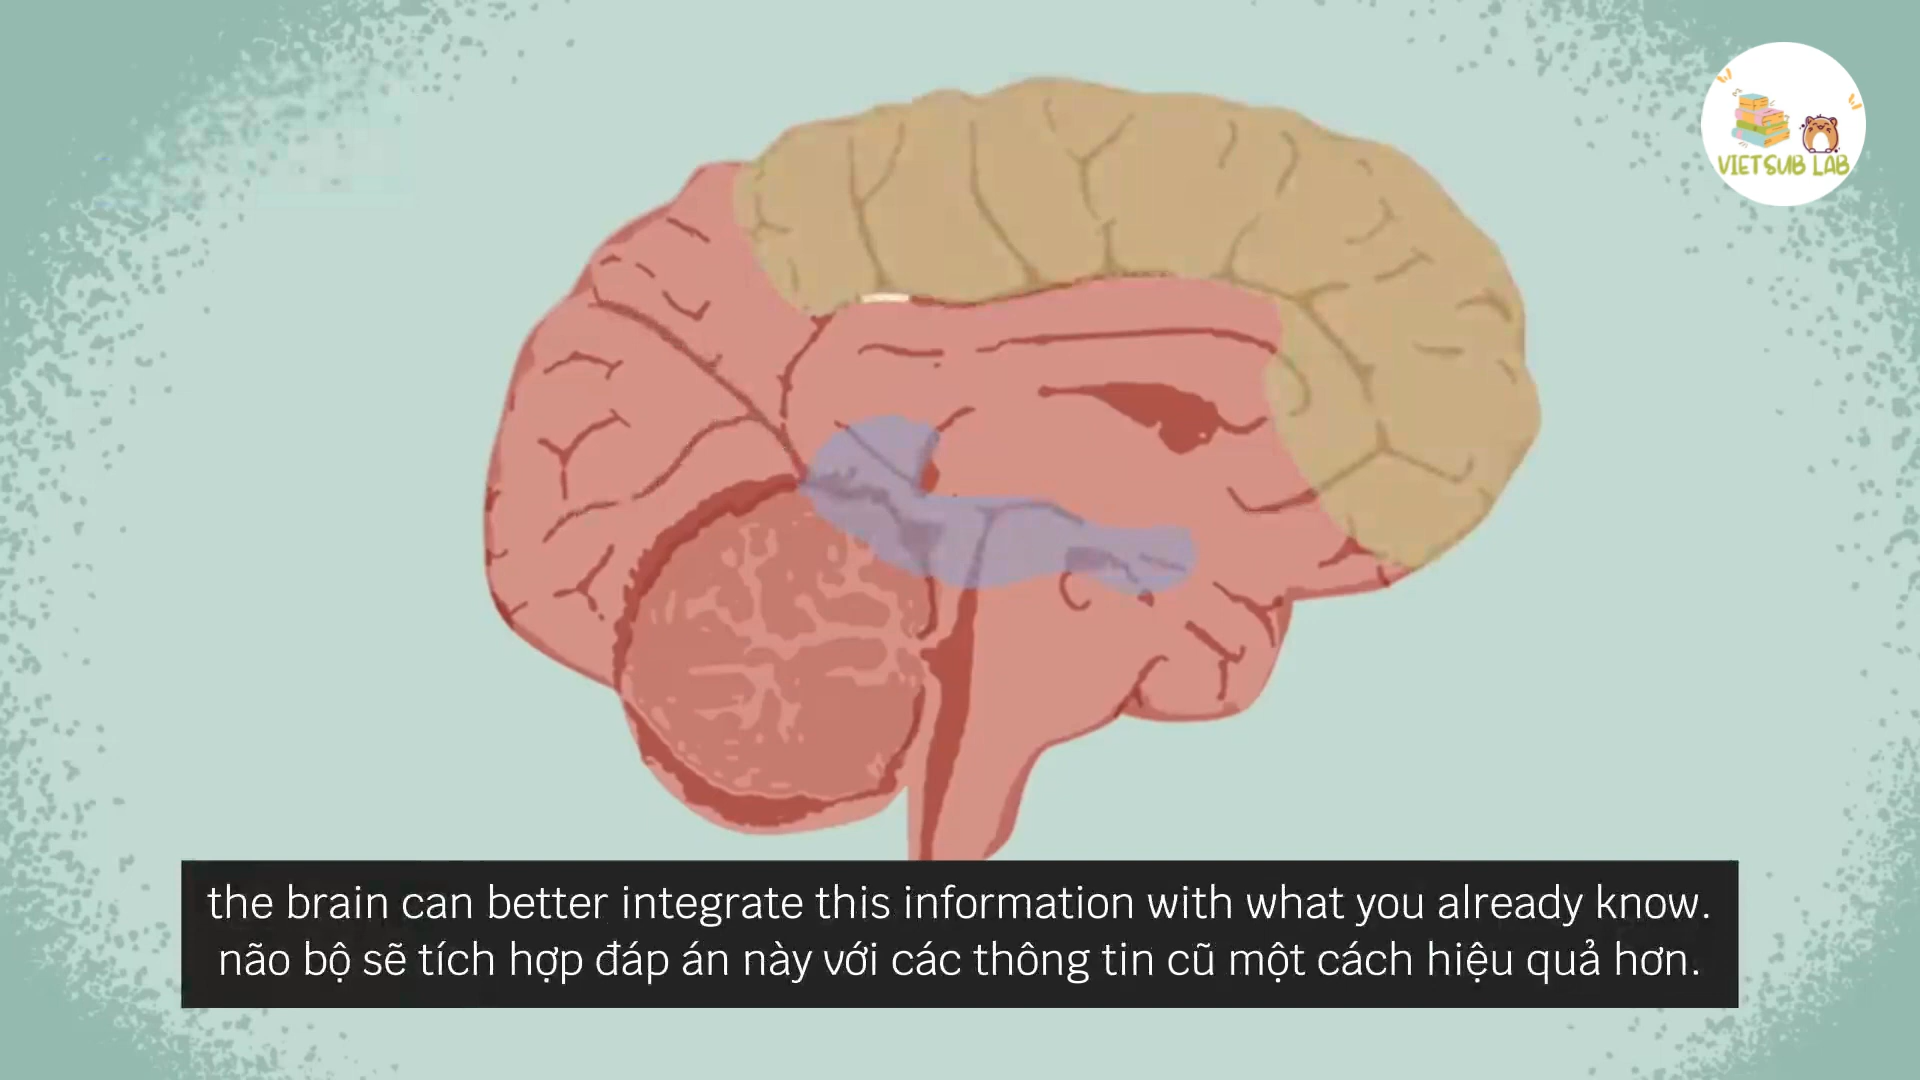 VIETSUB LAB
the brain can better integrate this information with what you already know.
não bộ sẽ tích hợp đáp án này với các thông tin cũ một cách hiệu quả hơn.